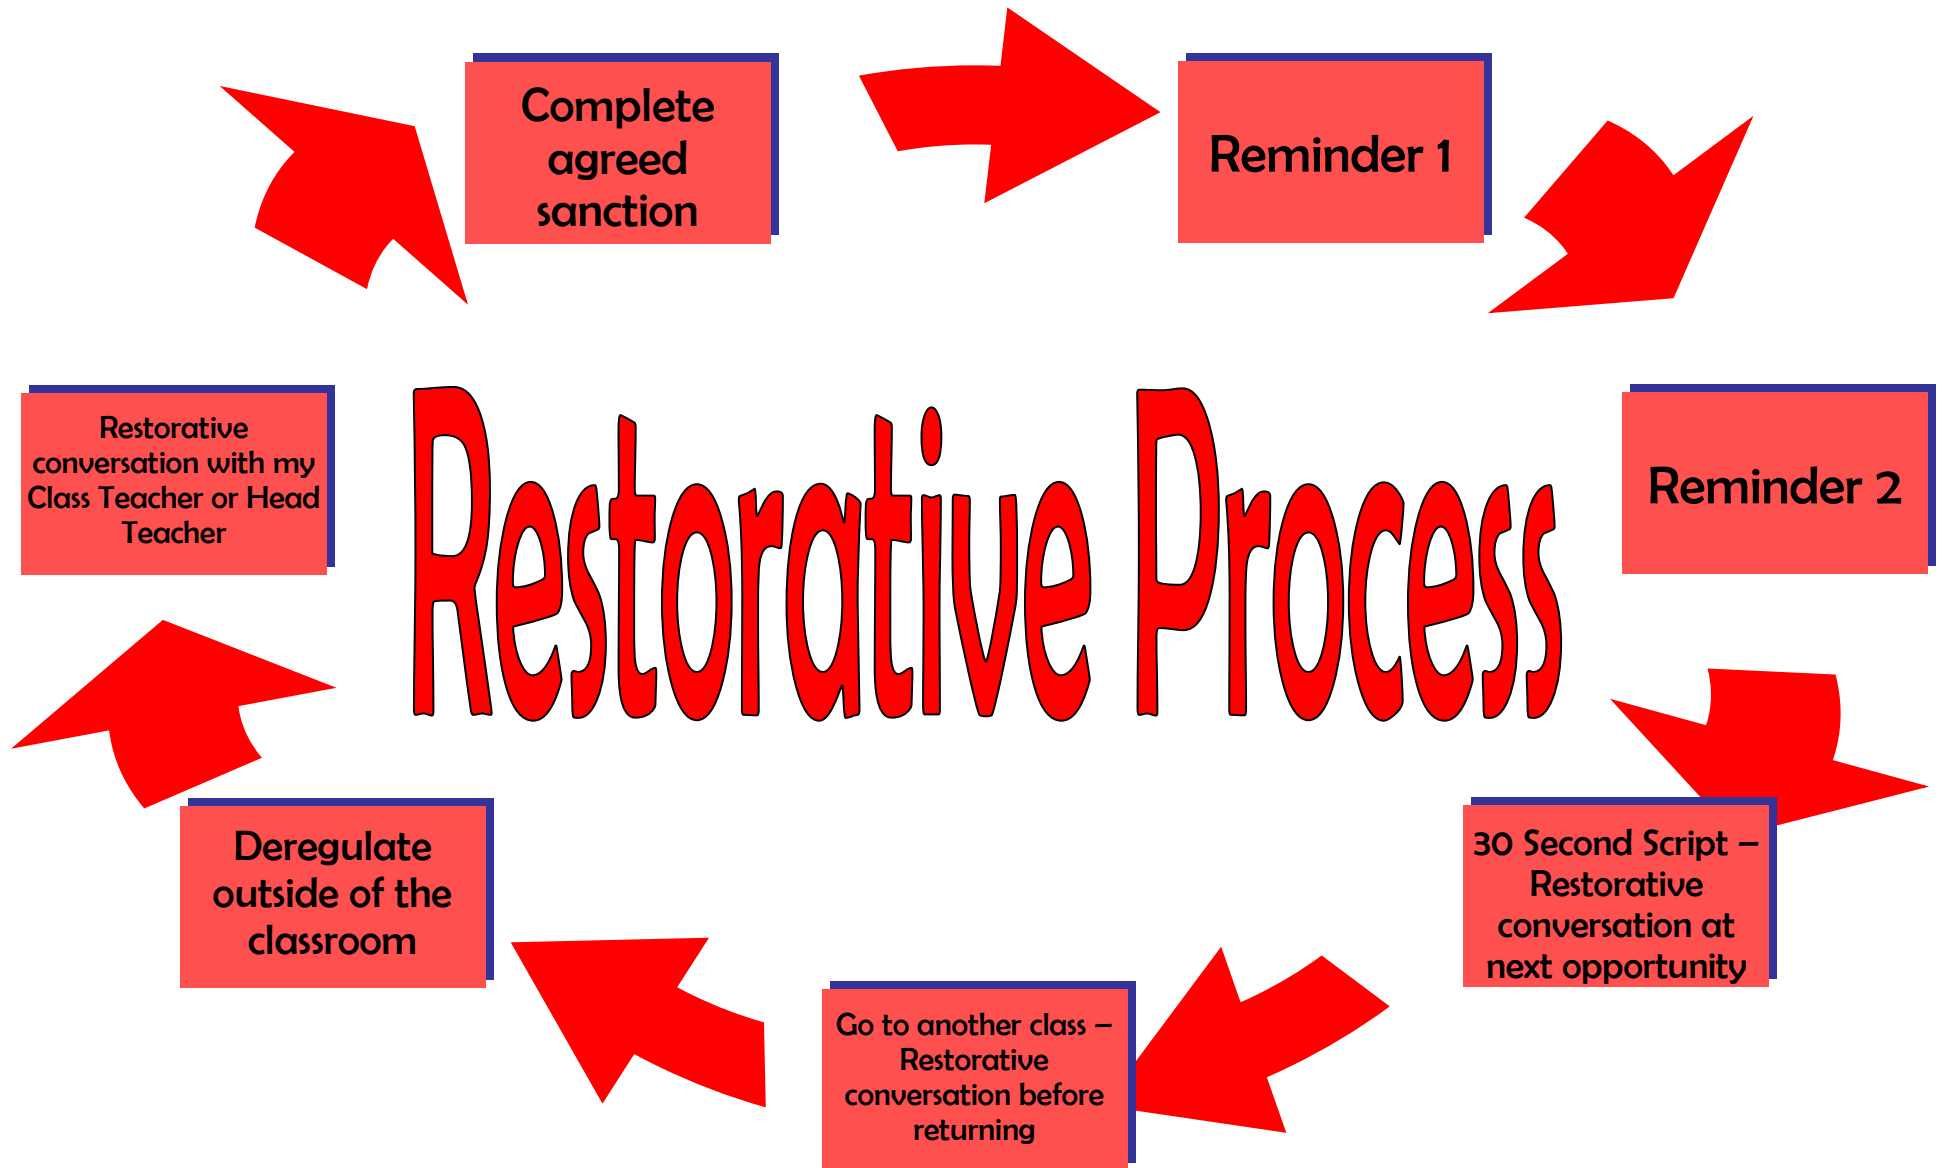 Complete
agreed
sanction
Reminder 1
Restorative
conversation with my
Class Teacher or Head
Teacher
Restorative Process
Reminder 2
Deregulate
outside of the
classroom
30 Second Script –
Restorative
conversation at
next opportunity
Go to another class –
Restorative
conversation before
returning